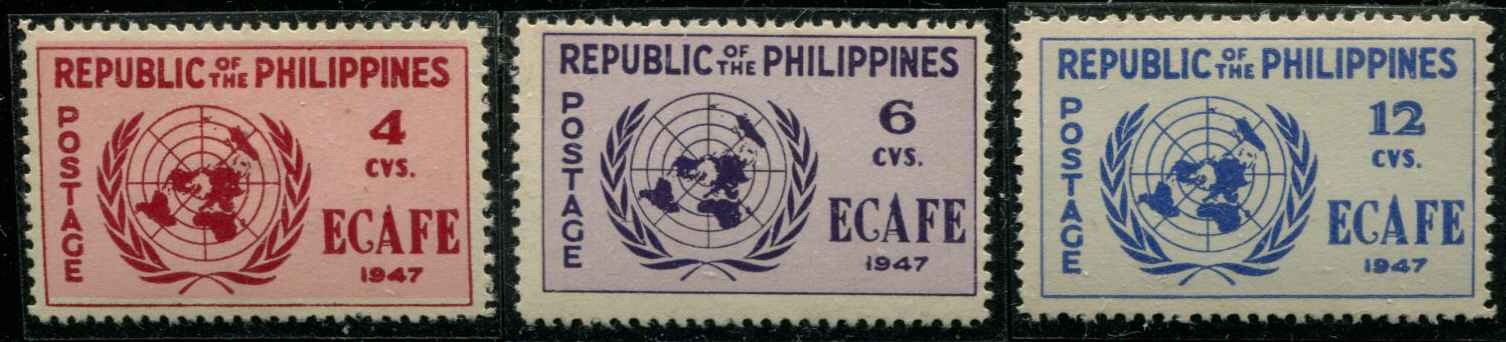 REPUBLIC OF THE PHILIPPINES
POSTAGE
4
CVS.
ECAFE
1947
REPUBLIC OF THE PHILIPPINES
POSTAGE
6
CVS.
ECAFE
1947
REPUBLIC OF THE PHILIPPINES
POSTAGE
12
CVS.
ECAFE
1947